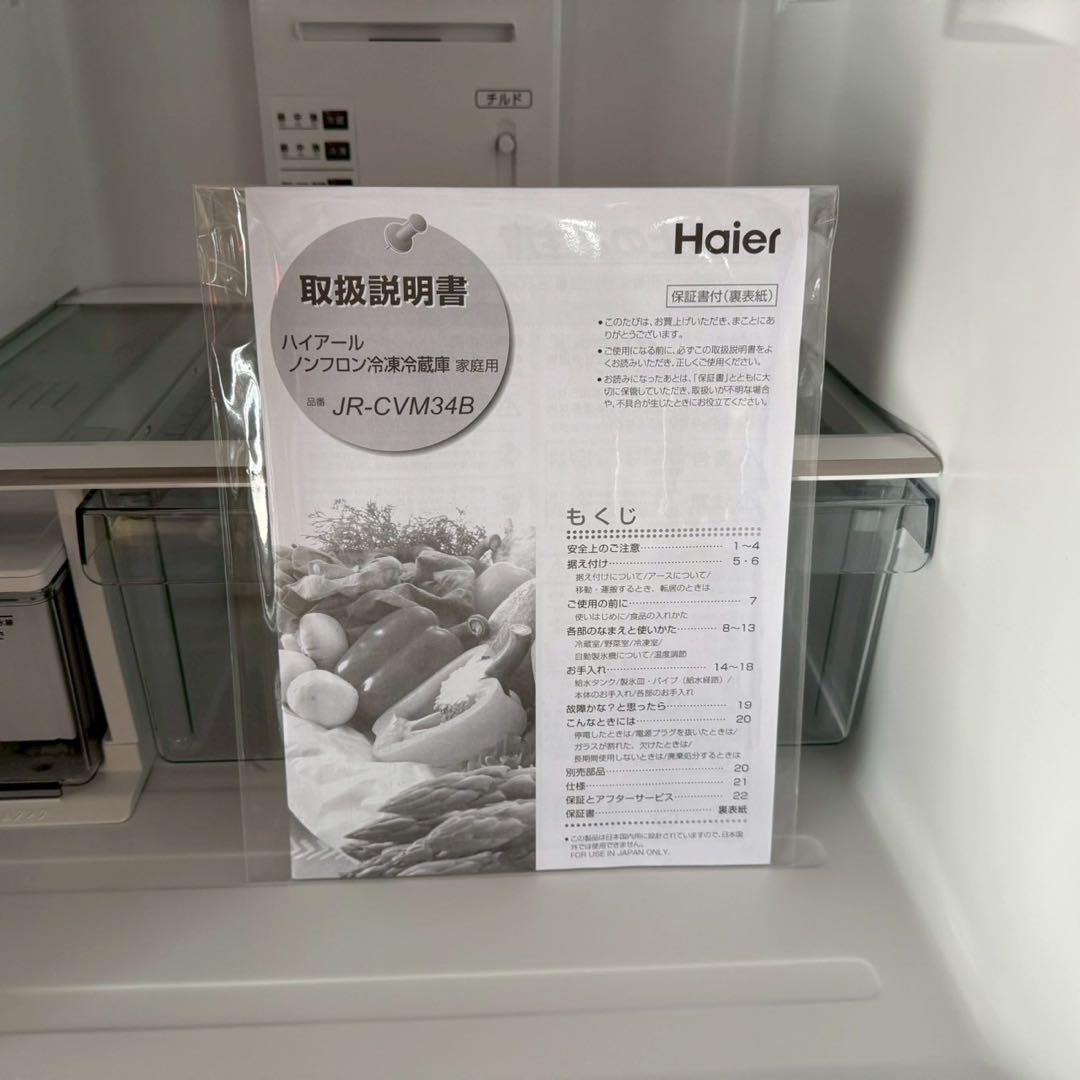 チルド
弱 中 強 冷蔵
弱 中 強 冷凍
取扱説明書
ハイアール
ノンフロン冷凍冷蔵庫 家庭用
品番 JR-CVM34B
Haier
保証書付(裏表紙)
●このたびは、お買上げいただき、まことにあ
りがとうございます。
●ご使用になる前に、必ずこの取扱説明書をよ
くお読みいただき、正しくご使用ください。
●お読みになったあとは、「保証書」とともに大
切に保管していただき、取扱いが不明な場合
や、不具合が生じたときにお役立てください。
もくじ
安全上のご注意 1〜4
据え付け 5・6
据え付けについて/アースについて/
移動・運搬するとき、転居のときは
ご使用の前に 7
使いはじめに/食品の入れかた
各部のなまえと使いかた 8〜13
冷蔵室/野菜室/冷凍室/
自動製氷機について/温度調節
お手入れ 14〜18
給水タンク/製氷皿・パイプ(給水経路)/
本体のお手入れ/各部のお手入れ
故障かな?と思ったら 19
こんなときには 20
停電したときは/電源プラグを抜いたときは/
ガラスが割れた、欠けたときは/
長期間使用しないときは/廃棄処分するときは
別売部品 20
仕様 21
保証とアフターサービス 22
保証書 裏表紙
●この製品は日本国内用に設計されていますので、日本国
外では使用できません。
FOR USE IN JAPAN ONLY.